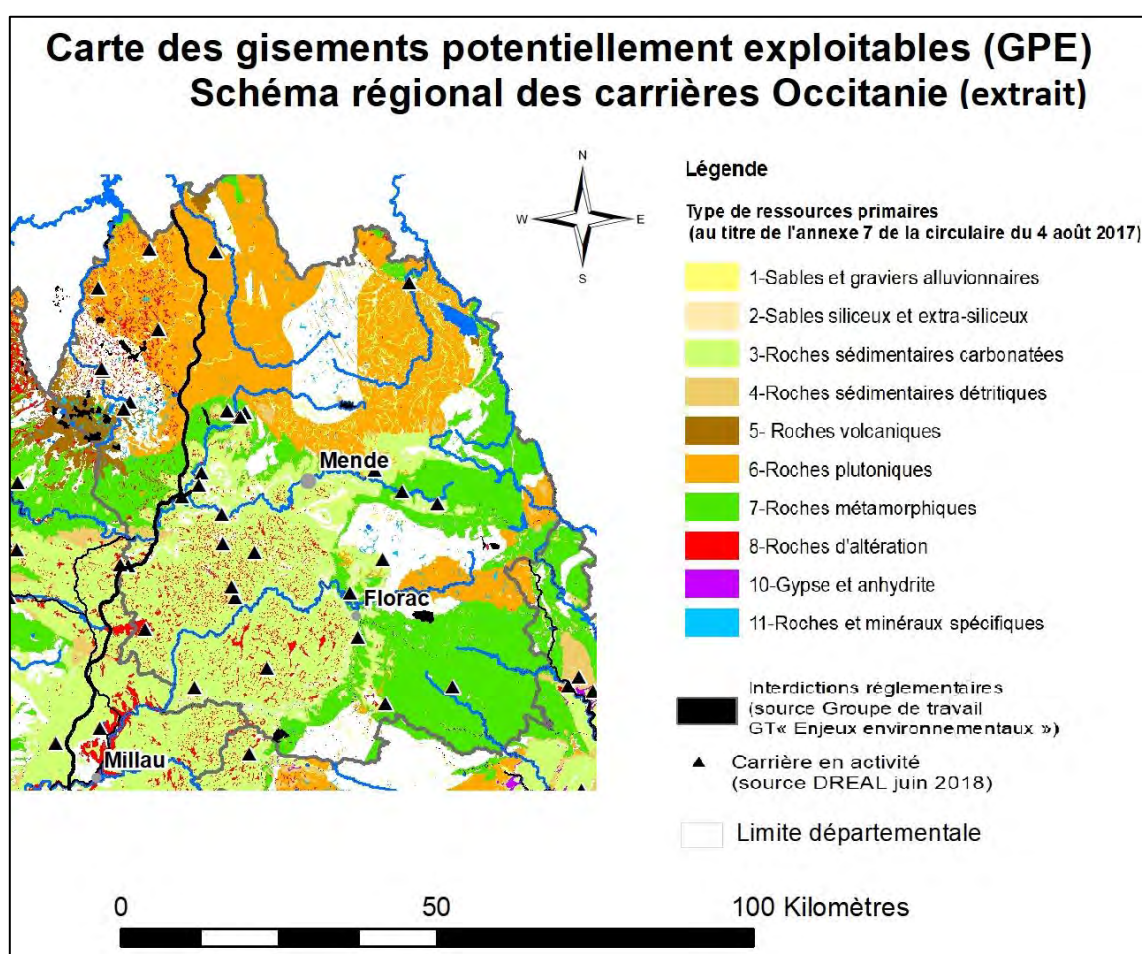 Carte des gisements potentiellement exploitables (GPE)
Schéma régional des carrières Occitanie (extrait)
N
W
E
S
Mende
Florac
Millau
Légende
Type de ressources primaires
(au titre de l'annexe 7 de la circulaire du 4 août 2017)
1-Sables et graviers alluvionnaires
2-Sables siliceux et extra-siliceux
3-Roches sédimentaires carbonatées
4-Roches sédimentaires détritiques
5- Roches volcaniques
6-Roches plutoniques
7-Roches métamorphiques
8-Roches d'altération
10-Gypse et anhydrite
11-Roches et minéraux spécifiques
Interdictions réglementaires
(source Groupe de travail
GT« Enjeux environnementaux »)
Carrière en activité
(source DREAL juin 2018)
Limite départementale
0
50
100 Kilomètres